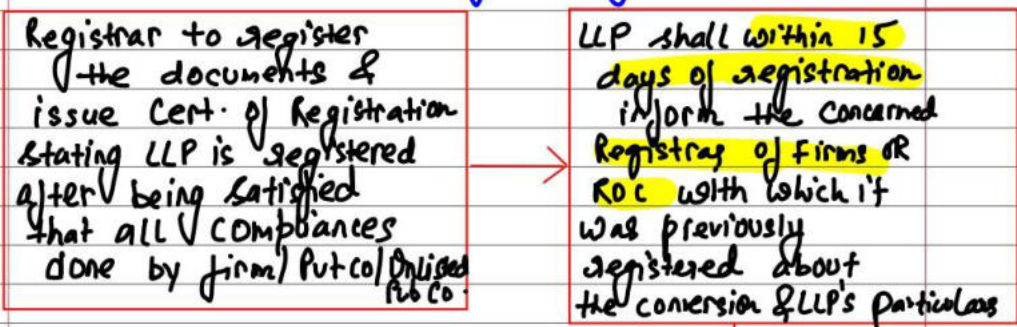 Registrar to register
the documents &
issue Cert. of Registration
stating LLP is registered
after being satisfied
that all compliances
done by firm/Pvt co/Unlisted
Pub Co.
LLP shall within 15
days of registration
inform the concerned
Registrar of Firms OR
ROC with which it
was previously
registered about
the conversion & LLP's particulars